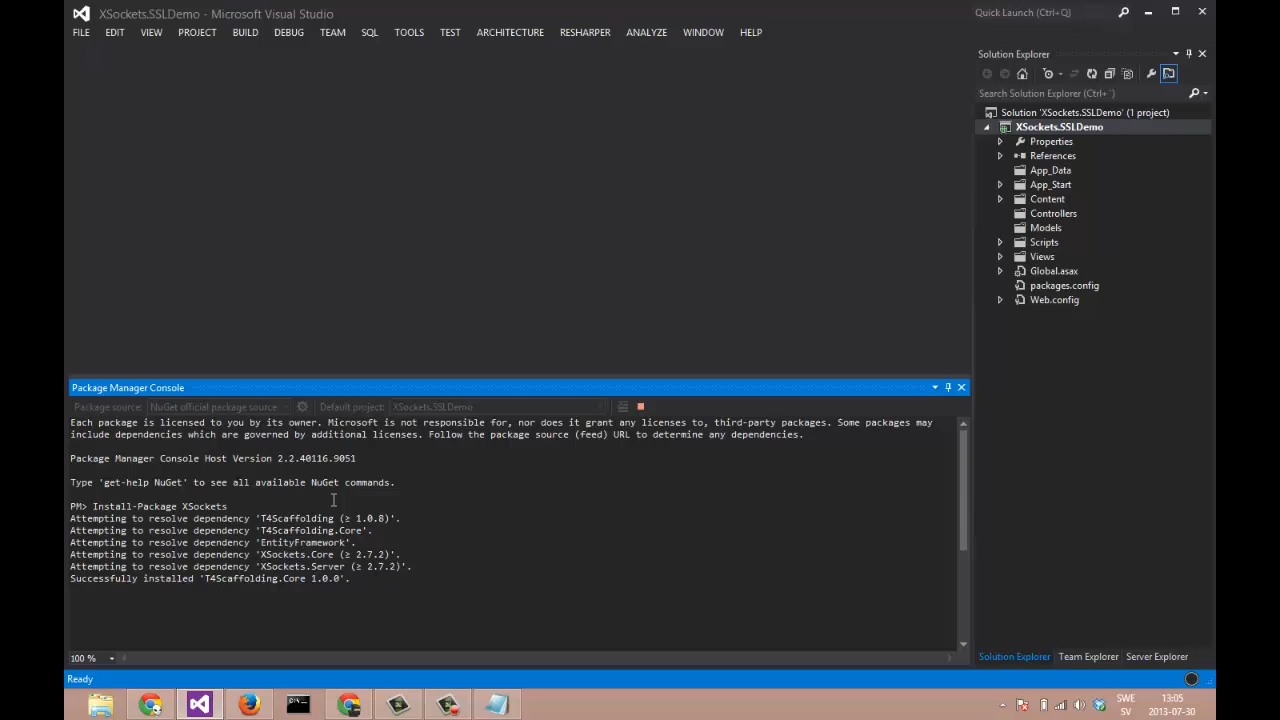 XSockets.SSLDemo - Microsoft Visual Studio
Quick Launch (Ctrl+Q)
FILE EDIT VIEW PROJECT BUILD DEBUG TEAM SQL TOOLS TEST ARCHITECTURE RESHARPER ANALYZE WINDOW HELP
Solution Explorer
Search Solution Explorer (Ctrl+¨)
Solution 'XSockets.SSLDemo' (1 project)
XSockets.SSLDemo
Properties
References
App_Data
App_Start
Content
Controllers
Models
Scripts
Views
Global.asax
packages.config
Web.config
Package Manager Console
Package source: NuGet official package source Default project: XSockets.SSLDemo
Each package is licensed to you by its owner. Microsoft is not responsible for, nor does it grant any licenses to, third-party packages. Some packages may
include dependencies which are governed by additional licenses. Follow the package source (feed) URL to determine any dependencies.
Package Manager Console Host Version 2.2.40116.9051
Type 'get-help NuGet' to see all available NuGet commands.
PM> Install-Package XSockets
Attempting to resolve dependency 'T4Scaffolding (≥ 1.0.8)'.
Attempting to resolve dependency 'T4Scaffolding.Core'.
Attempting to resolve dependency 'EntityFramework'.
Attempting to resolve dependency 'XSockets.Core (≥ 2.7.2)'.
Attempting to resolve dependency 'XSockets.Server (≥ 2.7.2)'.
Successfully installed 'T4Scaffolding.Core 1.0.0'.
100 %
Solution Explorer Team Explorer Server Explorer
Ready
SWE
SV
13:05
2013-07-30